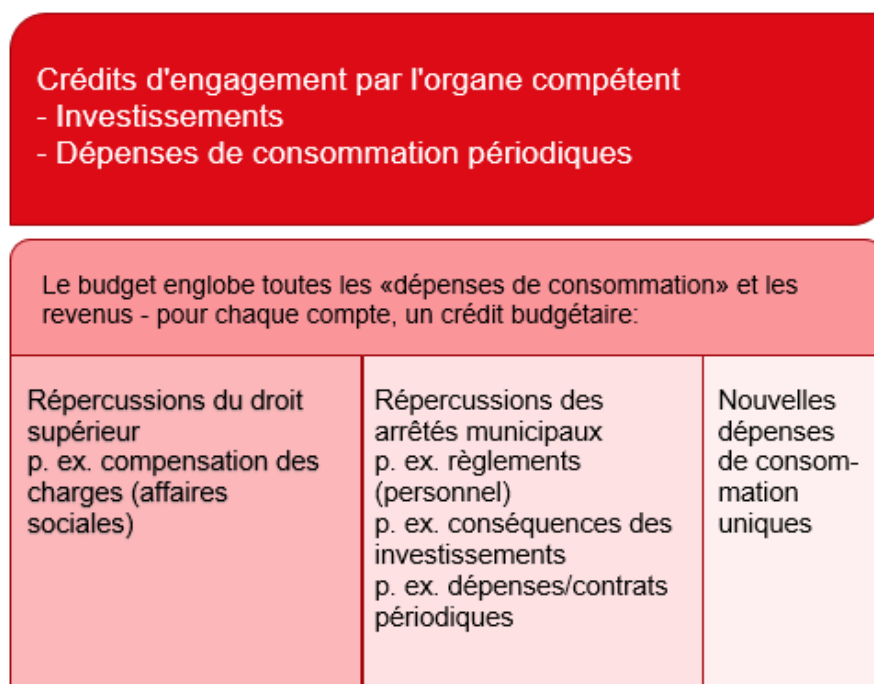 Crédits d'engagement par l'organe compétent
- Investissements
- Dépenses de consommation périodiques
Le budget englobe toutes les «dépenses de consommation» et les
revenus - pour chaque compte, un crédit budgétaire:
Répercussions du droit
supérieur
p. ex. compensation des
charges (affaires
sociales)
Répercussions des
arrêtés municipaux
p. ex. règlements
(personnel)
p. ex. conséquences des
investissements
p. ex. dépenses/contrats
périodiques
Nouvelles
dépenses
de consom-
mation
uniques